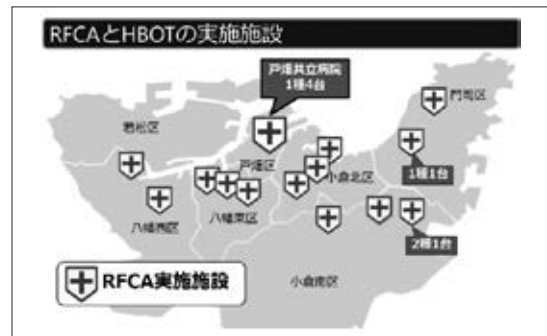 RFCAとHBOTの実施施設
戸畑共立病院
1種4台
門司区
若松区
戸畑区
小倉北区
1種1台
八幡西区
八幡東区
2種1台
RFCA実施施設
小倉南区